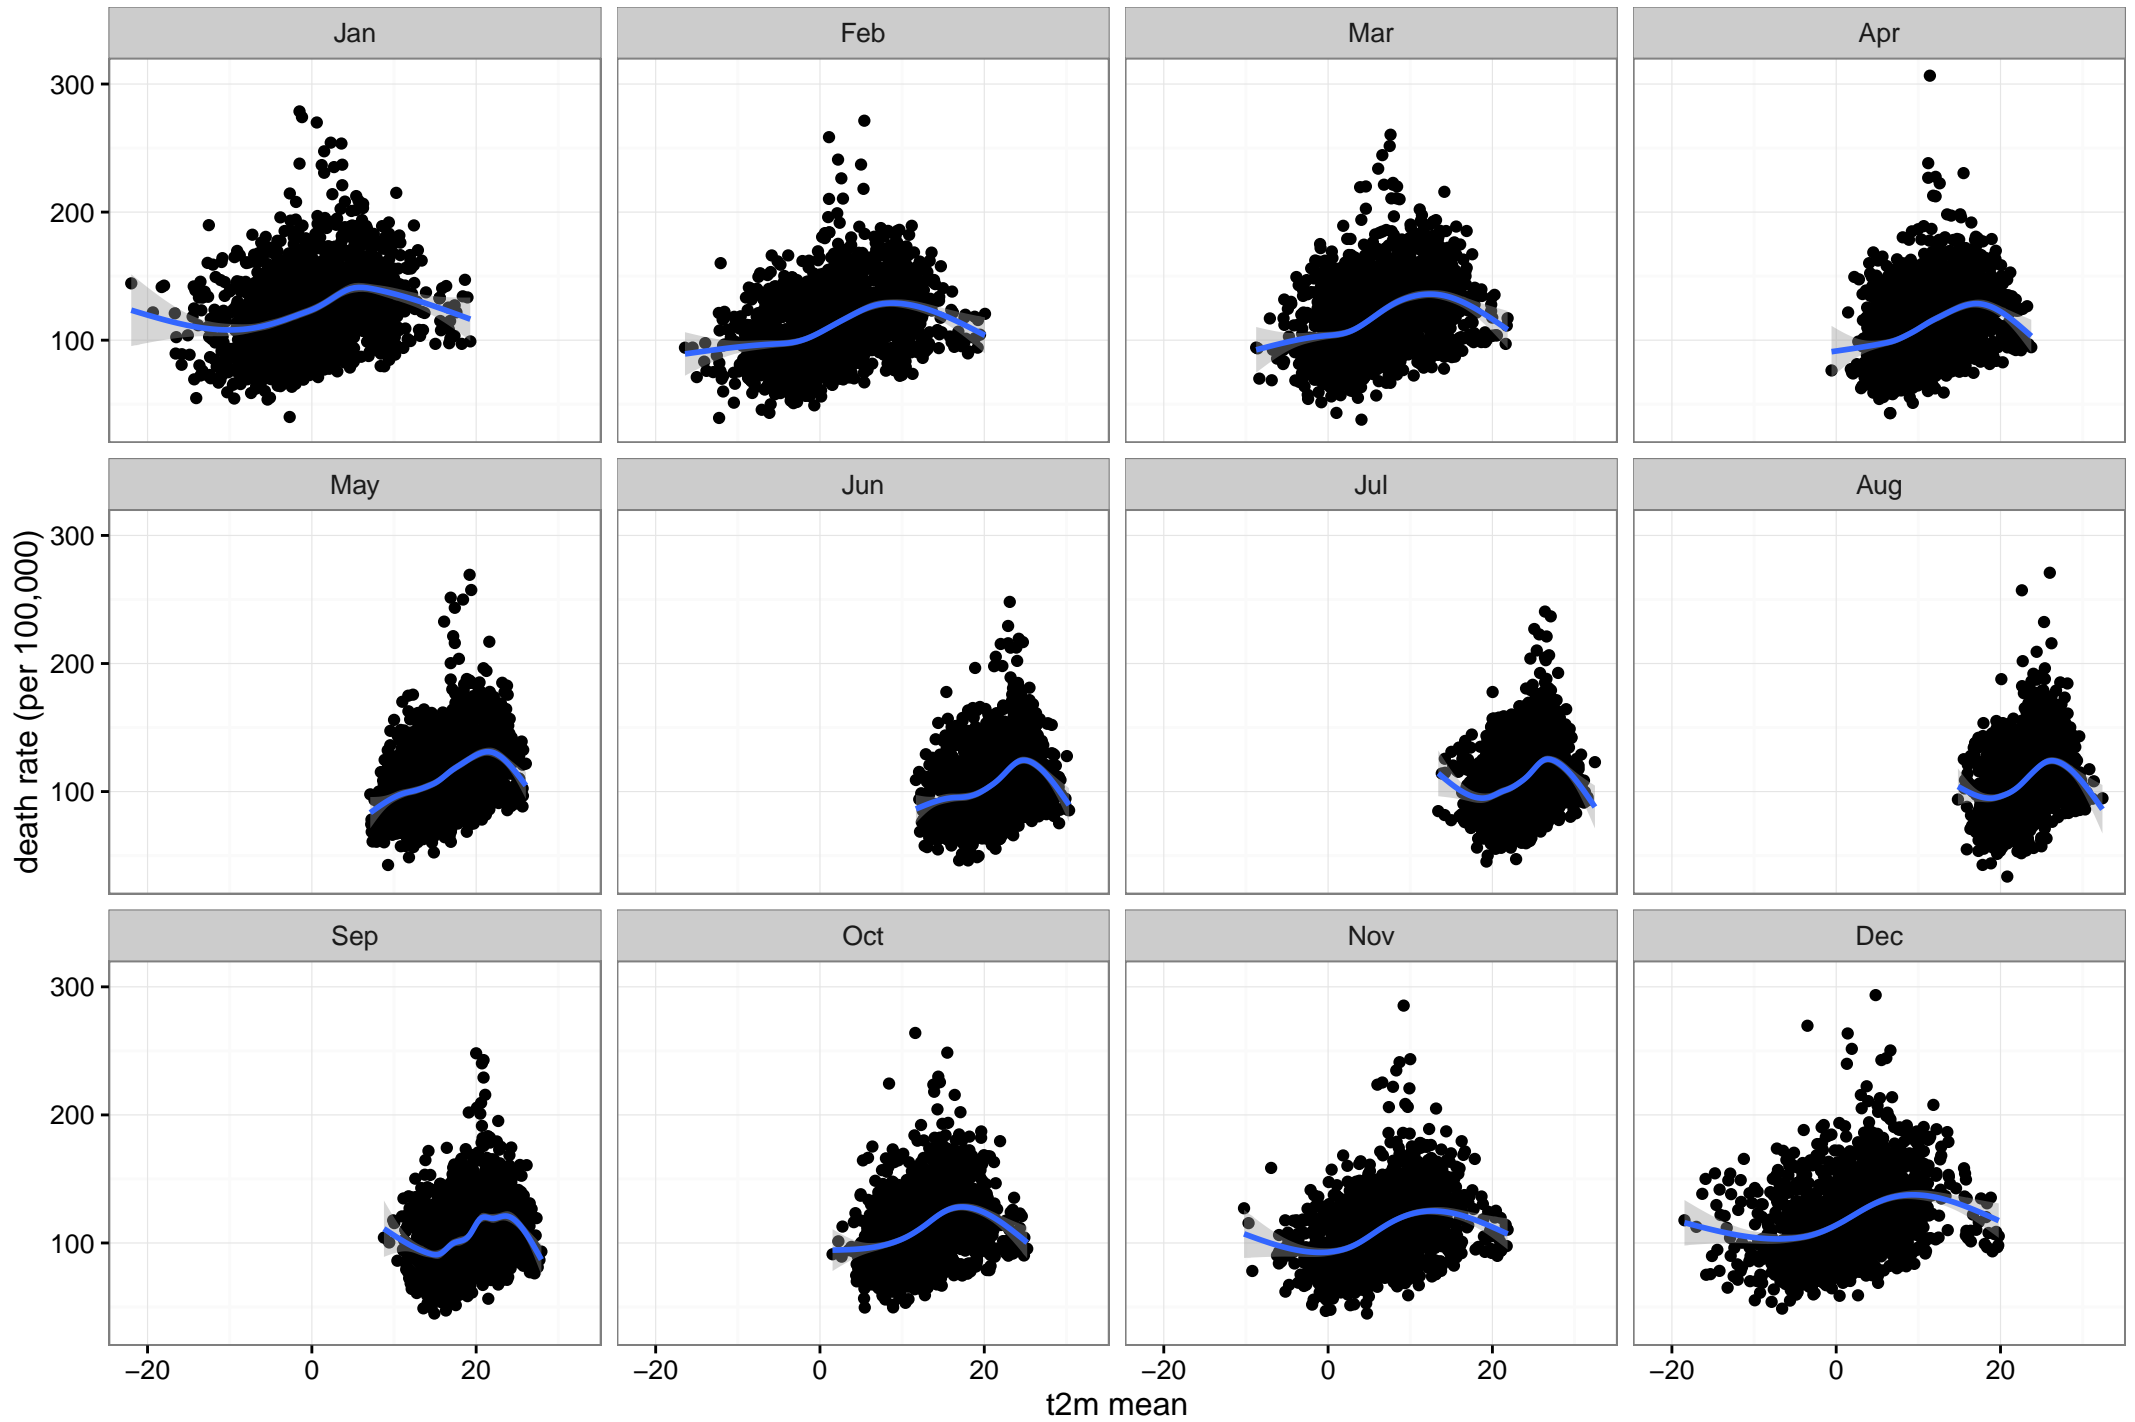 Jan Feb Mar Apr
300
200
100
May Jun Jul Aug
300
200
100
Sep Oct Nov Dec
300
200
100
−20 0 20 −20 0 20 −20 0 20 −20 0 20
t2m mean
death rate (per 100,000)